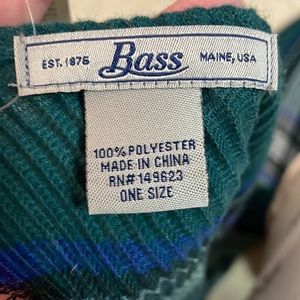 EST. 1876 Bass MAINE, USA
100% POLYESTER
MADE IN CHINA
RN# 149623
ONE SIZE